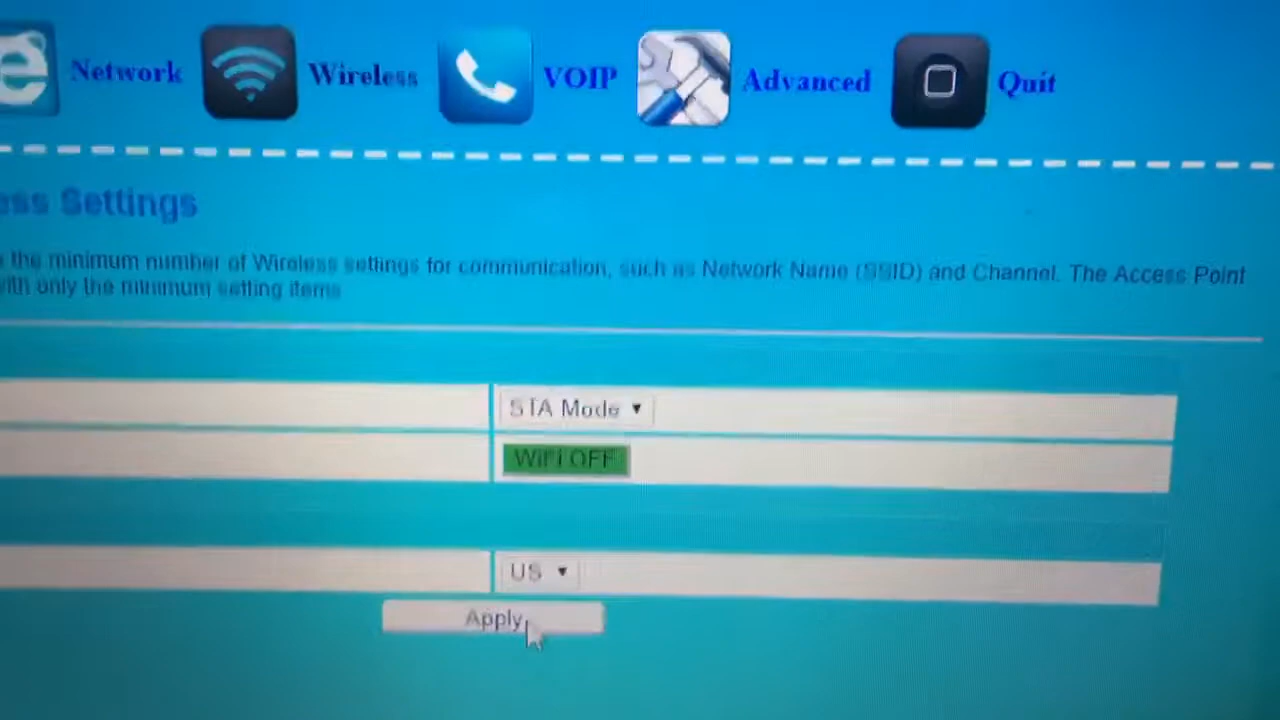 Network Wireless VOIP Advanced Quit
ess Settings
the minimum number of Wireless settings for communication, such as Network Name (SSID) and Channel. The Access Point
with only the minimum setting items
STA Mode
WiFi OFF
US
Apply